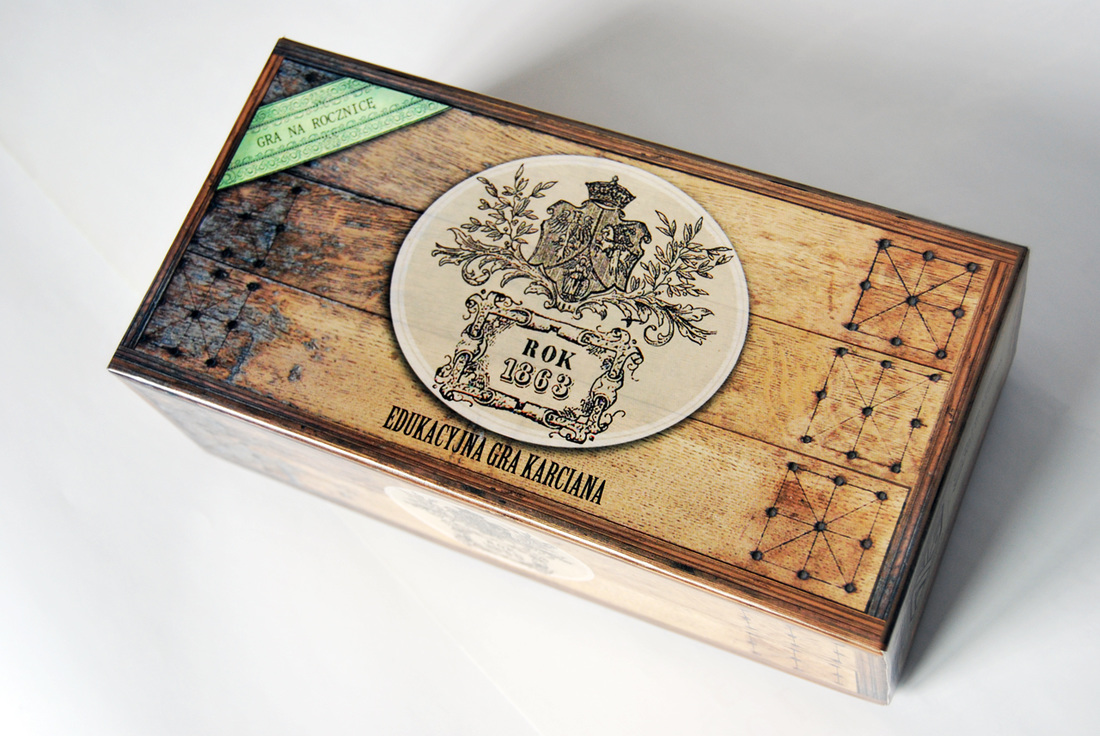 GRA NA ROCZNICĘ
ROK
1863
EDUKACYJNA GRA KARCIANA